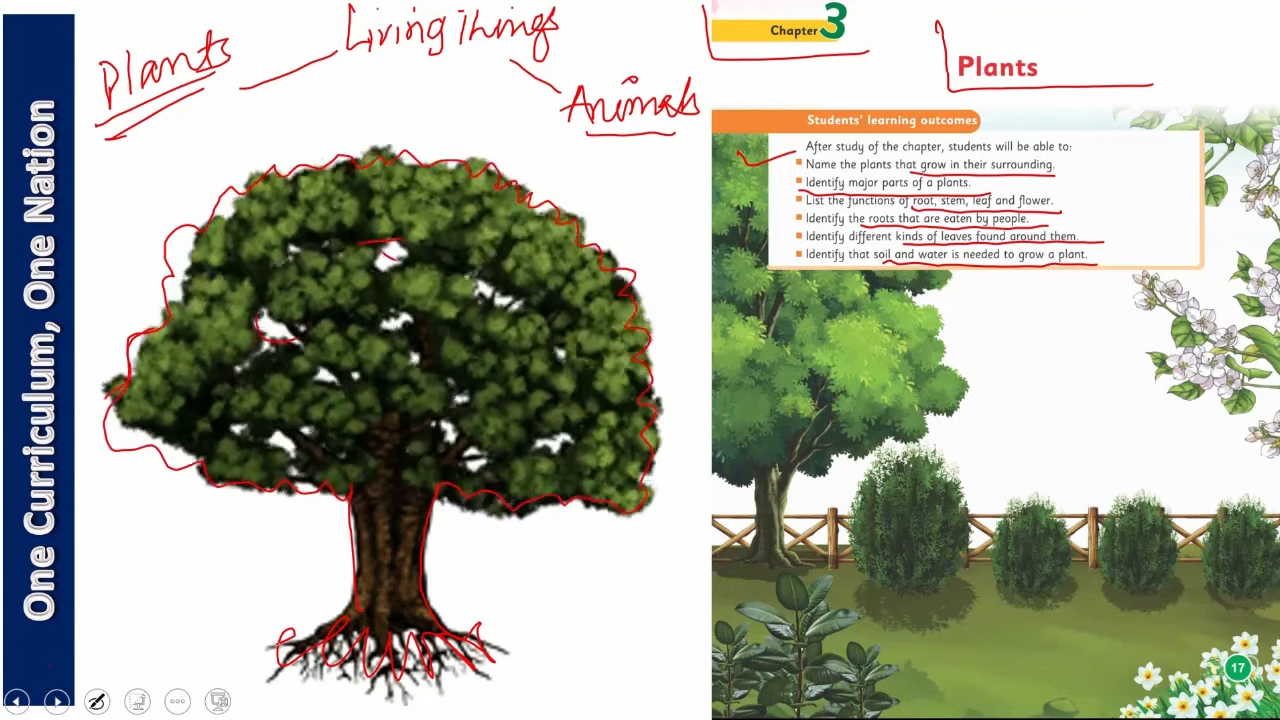 One Curriculum, One Nation
Living Things
Plants
Animals
Chapter 3
Plants
Students' learning outcomes
After study of the chapter, students will be able to:
Name the plants that grow in their surrounding.
Identify major parts of a plants.
List the functions of root, stem, leaf and flower.
Identify the roots that are eaten by people.
Identify different kinds of leaves found around them.
Identify that soil and water is needed to grow a plant.
17